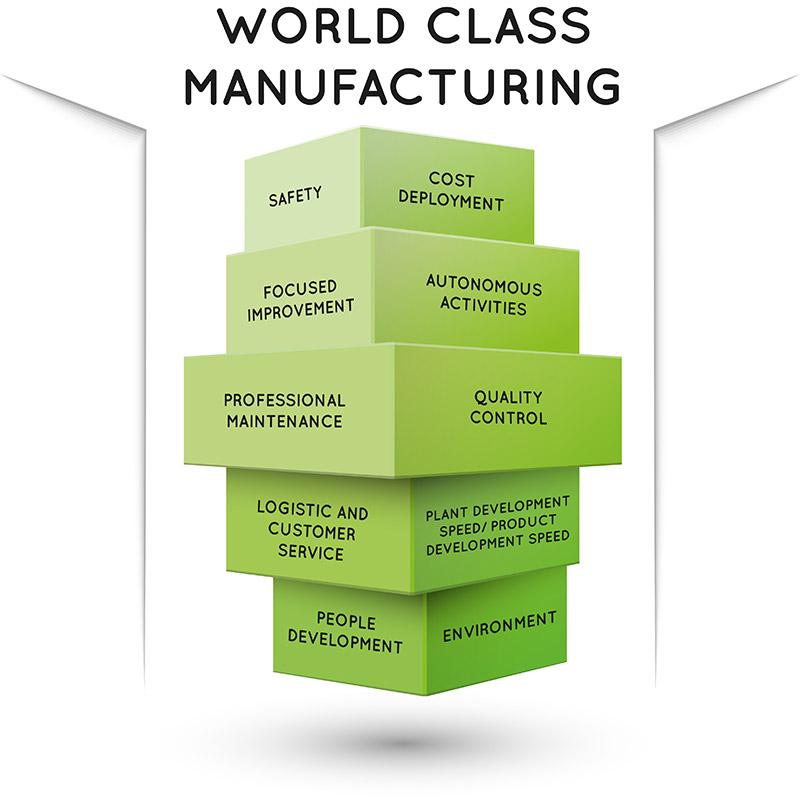 WORLD CLASS
MANUFACTURING
SAFETY
COST
DEPLOYMENT
FOCUSED
IMPROVEMENT
AUTONOMOUS
ACTIVITIES
PROFESSIONAL
MAINTENANCE
QUALITY
CONTROL
LOGISTIC AND
CUSTOMER
SERVICE
PLANT DEVELOPMENT
SPEED/ PRODUCT
DEVELOPMENT SPEED
PEOPLE
DEVELOPMENT
ENVIRONMENT